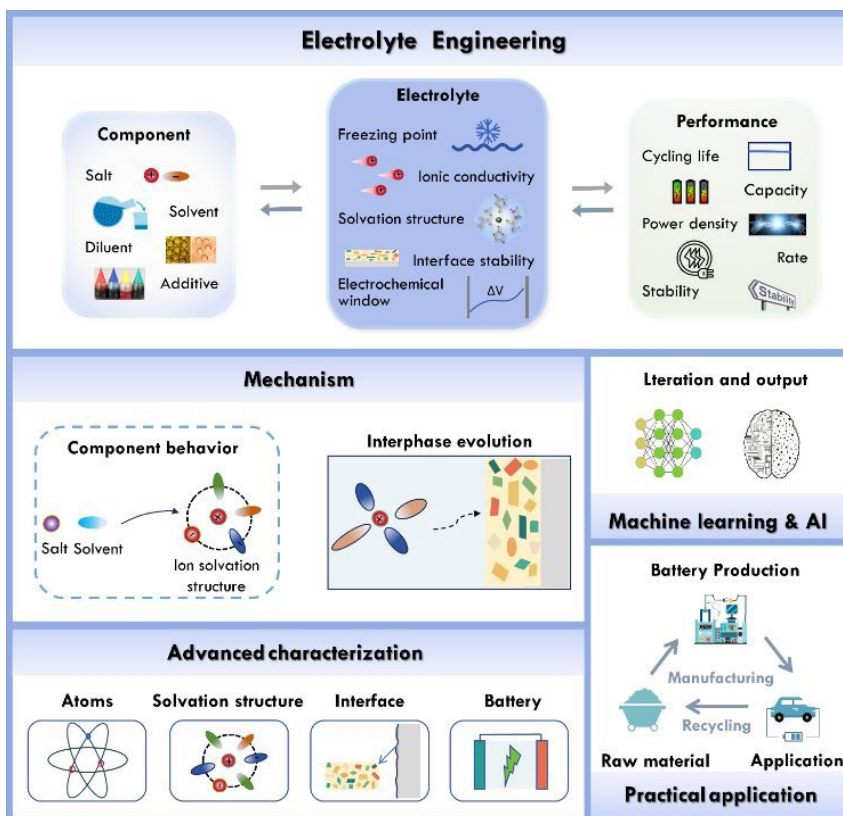 Electrolyte Engineering
Component
Salt
Solvent
Diluent
Additive
Electrolyte
Freezing point
Ionic conductivity
Solvation structure
Interface stability
Electrochemical
window
ΔV
Performance
Cycling life
Capacity
Power density
Rate
Stability
Stability
Mechanism
Component behavior
Salt Solvent
Ion solvation
structure
Interphase evolution
Lteration and output
Machine learning & AI
Advanced characterization
Atoms
Solvation structure
Interface
Battery
Battery Production
Manufacturing
Recycling
Raw material
Application
Practical application